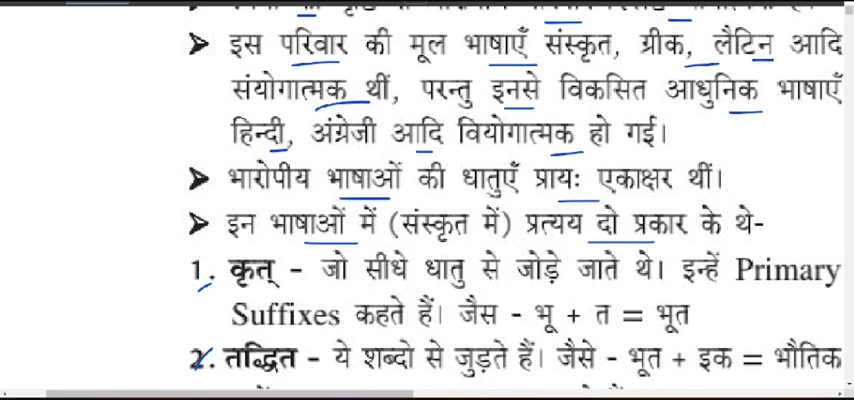 ➤ इस परिवार की मूल भाषाएँ संस्कृत, ग्रीक, लैटिन आदि
संयोगात्मक थीं, परन्तु इनसे विकसित आधुनिक भाषाएँ
हिन्दी, अंग्रेजी आदि वियोगात्मक हो गई।
➤ भारोपीय भाषाओं की धातुएँ प्रायः एकाक्षर थीं।
➤ इन भाषाओं में (संस्कृत में) प्रत्यय दो प्रकार के थे-
1. कृत् - जो सीधे धातु से जोड़े जाते थे। इन्हें Primary
Suffixes कहते हैं। जैस - भू + त = भूत
2. तद्धित - ये शब्दो से जुड़ते हैं। जैसे - भूत + इक = भौतिक